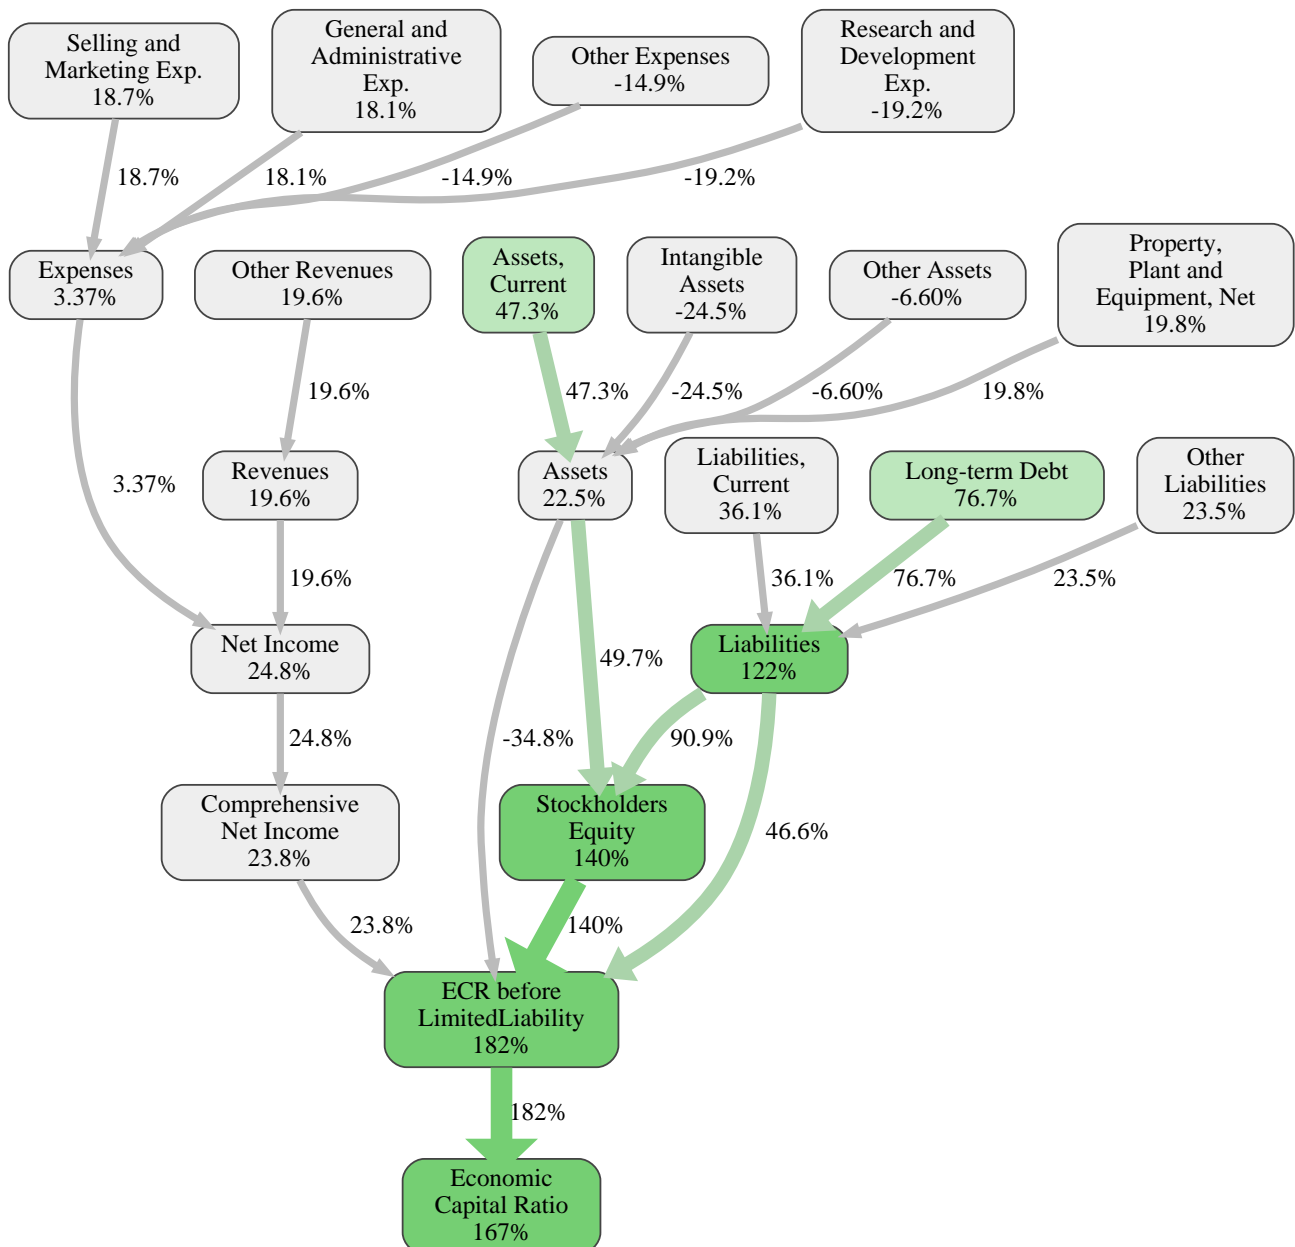 Selling and
Marketing Exp.
18.7%
General and
Administrative
Exp.
18.1%
Other Expenses
-14.9%
Research and
Development
Exp.
-19.2%
18.7%
18.1%
-14.9%
-19.2%
Expenses
3.37%
Other Revenues
19.6%
Assets,
Current
47.3%
Intangible
Assets
-24.5%
Other Assets
-6.60%
Property,
Plant and
Equipment, Net
19.8%
19.6%
47.3%
-24.5%
-6.60%
19.8%
3.37%
Revenues
19.6%
Assets
22.5%
Liabilities,
Current
36.1%
Long-term Debt
76.7%
Other
Liabilities
23.5%
19.6%
36.1%
76.7%
23.5%
Net Income
24.8%
49.7%
Liabilities
122%
24.8%
-34.8%
90.9%
Comprehensive
Net Income
23.8%
Stockholders
Equity
140%
46.6%
23.8%
140%
ECR before
LimitedLiability
182%
182%
Economic
Capital Ratio
167%